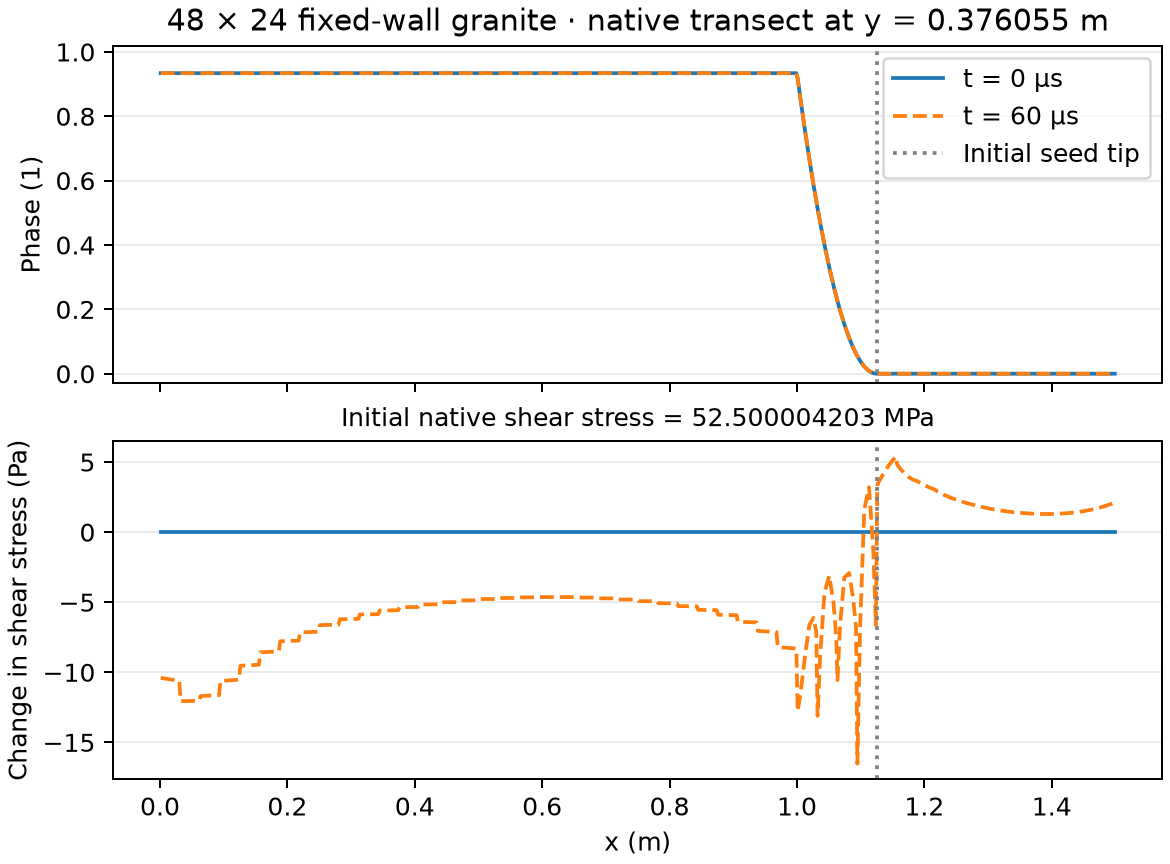 48 × 24 fixed-wall granite · native transect at y = 0.376055 m
1.0
0.8
0.6
0.4
0.2
0.0
Phase (1)
t = 0 µs
t = 60 µs
Initial seed tip
Initial native shear stress = 52.500004203 MPa
5
0
−5
−10
−15
Change in shear stress (Pa)
0.0 0.2 0.4 0.6 0.8 1.0 1.2 1.4
x (m)